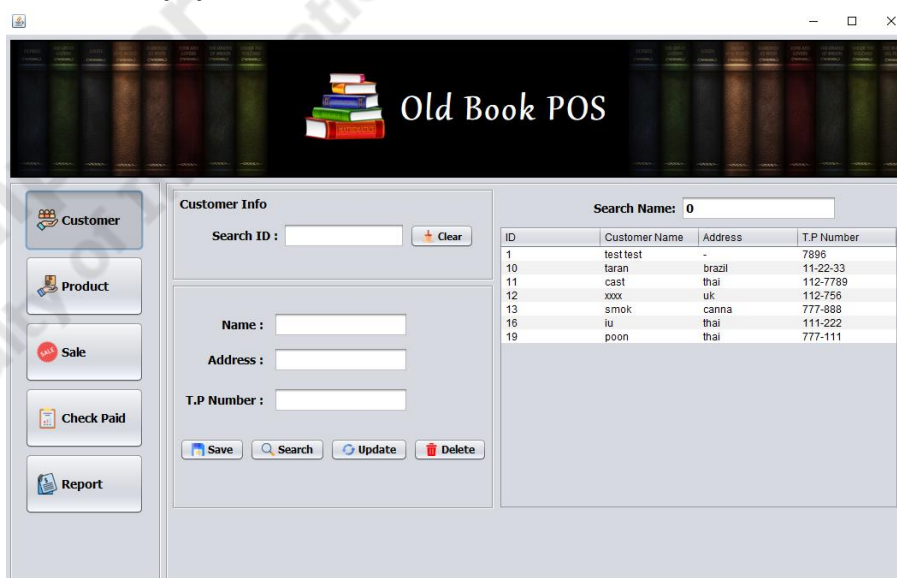 Old Book POS
Customer
Product
Sale
Check Paid
Report
Customer Info
Search ID :
Clear
Name :
Address :
T.P Number :
Save Search Update Delete
Search Name: 0
ID Customer Name Address T.P Number
1 test test - 7896
10 taran brazil 11-22-33
11 cast thai 112-7789
12 xxxx uk 112-756
13 smok canna 777-888
16 iu thai 111-222
19 poon thai 777-111